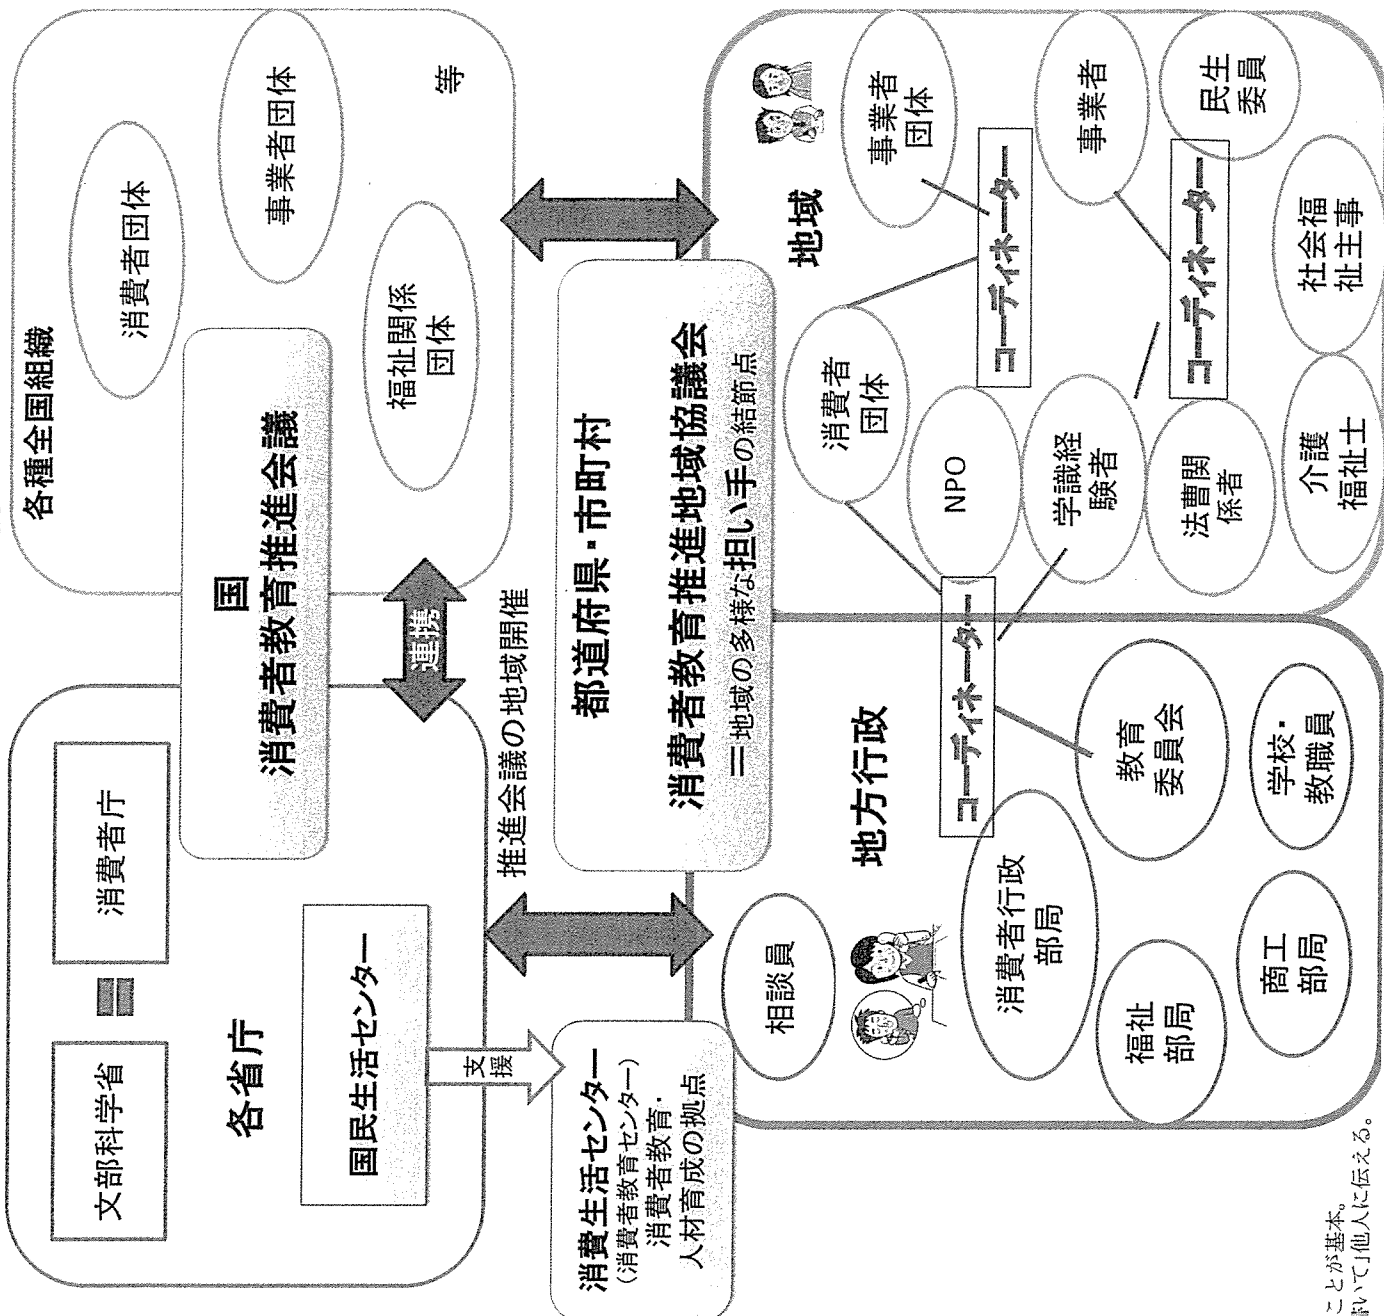 文部科学省
消費者庁
各省庁
国民生活センター
各種全国組織
消費者団体
事業者団体
福祉関係
団体
等
国
消費者教育推進会議
連携
推進会議の地域開催
支援
消費生活センター
(消費者教育センター)
消費者教育・
人材育成の拠点
都道府県・市町村
消費者教育推進地域協議会
=地域の多様な担い手の結節点
地方行政
相談員
消費者行政
部局
福祉
部局
商工
部局
教育
委員会
学校・
教職員
コーディネーター
地域
消費者
団体
事業者
団体
コーディネーター
NPO
学識経
験者
事業者
コーディネーター
法曹関
係者
民生
委員
介護
福祉士
社会福
祉主事
ことが基本。
いて」他人に伝える。